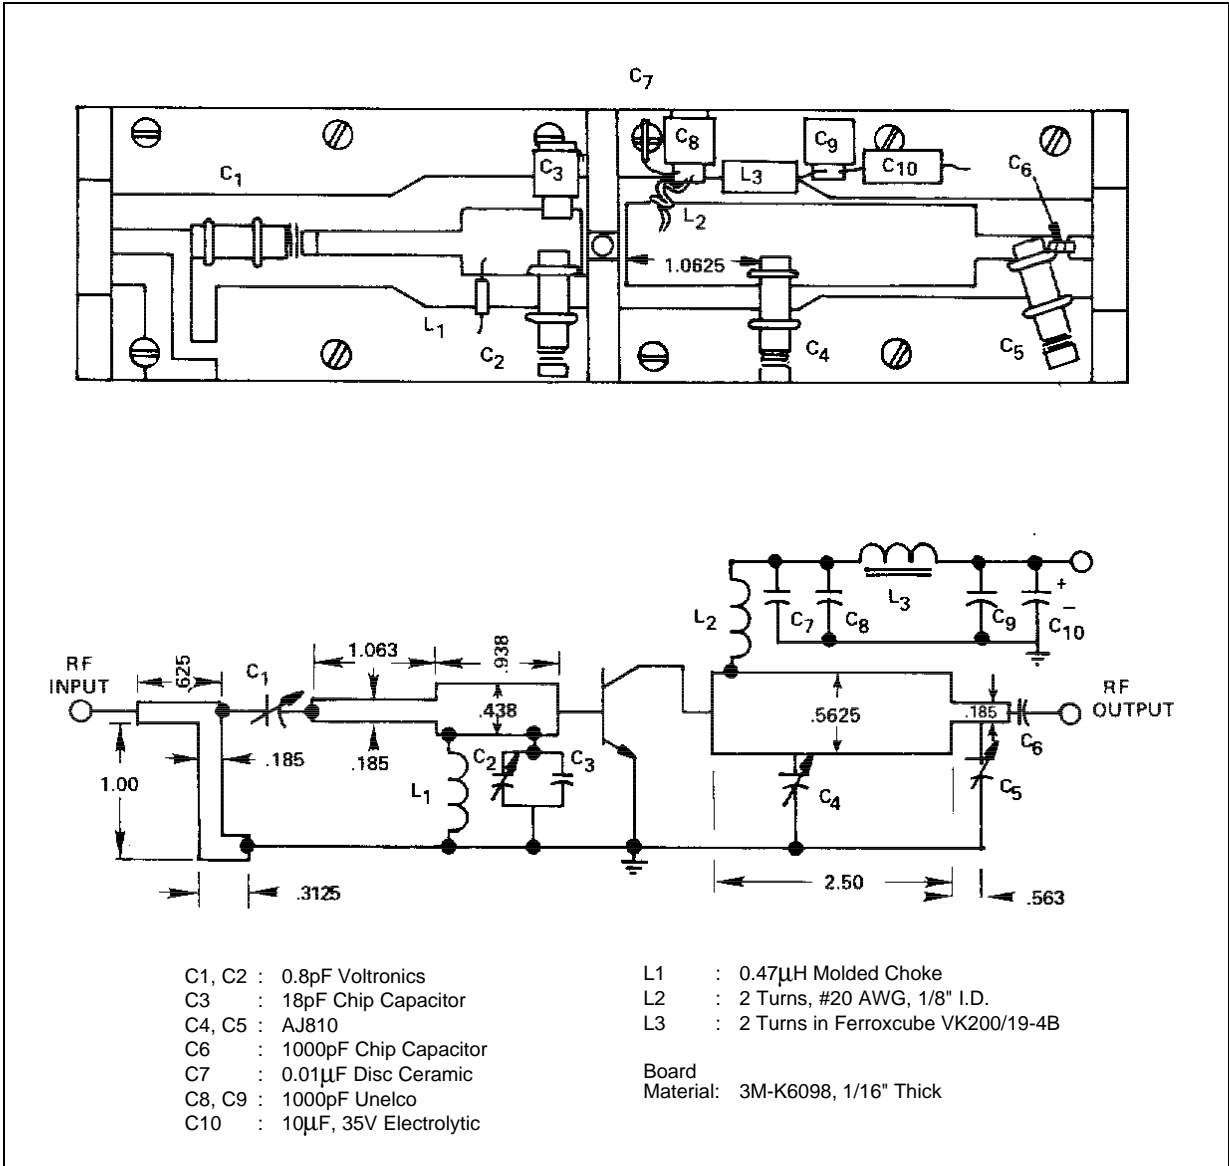 C7
C8
C9
C10
C6
C3
C1
L3
L2
1.0625
L1
C2
C4
C5
L3
L2
C7
C8
C9
+
−
C10
RF
INPUT
.625
C1
1.063
.938
.438
.5625
.185
RF
OUTPUT
C6
1.00
.185
.185
L1
C2
C3
C4
C5
.3125
2.50
.563
C1, C2 : 0.8pF Voltronics
C3 : 18pF Chip Capacitor
C4, C5 : AJ810
C6 : 1000pF Chip Capacitor
C7 : 0.01μF Disc Ceramic
C8, C9 : 1000pF Unelco
C10 : 10μF, 35V Electrolytic
L1 : 0.47μH Molded Choke
L2 : 2 Turns, #20 AWG, 1/8" I.D.
L3 : 2 Turns in Ferroxcube VK200/19-4B
Board
Material: 3M-K6098, 1/16" Thick